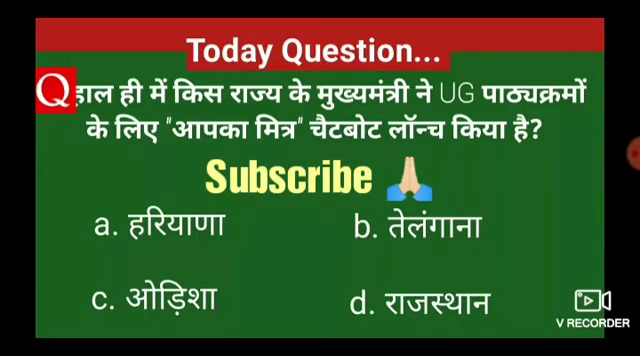 Today Question...
Q हाल ही में किस राज्य के मुख्यमंत्री ने UG पाठ्यक्रमों
के लिए "आपका मित्र" चैटबोट लॉन्च किया है?
Subscribe
a. हरियाणा
b. तेलंगाना
c. ओड़िशा
d. राजस्थान
V RECORDER